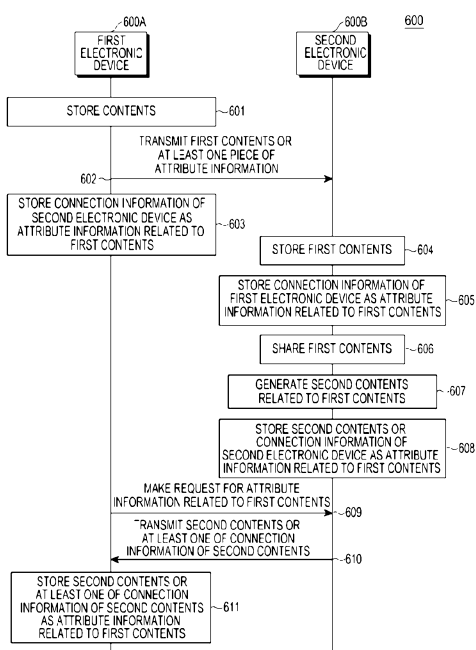 600
600A
600B
FIRST
ELECTRONIC
DEVICE
SECOND
ELECTRONIC
DEVICE
STORE CONTENTS
601
TRANSMIT FIRST CONTENTS OR
AT LEAST ONE PIECE OF
ATTRIBUTE INFORMATION
602
STORE CONNECTION INFORMATION OF
SECOND ELECTRONIC DEVICE AS
ATTRIBUTE INFORMATION RELATED TO
FIRST CONTENTS
603
STORE FIRST CONTENTS
604
STORE CONNECTION INFORMATION OF
FIRST ELECTRONIC DEVICE AS ATTRIBUTE
INFORMATION RELATED TO FIRST CONTENTS
605
SHARE FIRST CONTENTS
606
GENERATE SECOND CONTENTS
RELATED TO FIRST CONTENTS
607
STORE SECOND CONTENTS OR
CONNECTION INFORMATION OF
SECOND ELECTRONIC DEVICE AS ATTRIBUTE
INFORMATION RELATED TO FIRST CONTENTS
608
MAKE REQUEST FOR ATTRIBUTE
INFORMATION RELATED TO FIRST CONTENTS
609
TRANSMIT SECOND CONTENTS OR
AT LEAST ONE OF CONNECTION
INFORMATION OF SECOND CONTENTS
610
STORE SECOND CONTENTS OR
AT LEAST ONE OF CONNECTION
INFORMATION OF SECOND CONTENTS
AS ATTRIBUTE INFORMATION
RELATED TO FIRST CONTENTS
611